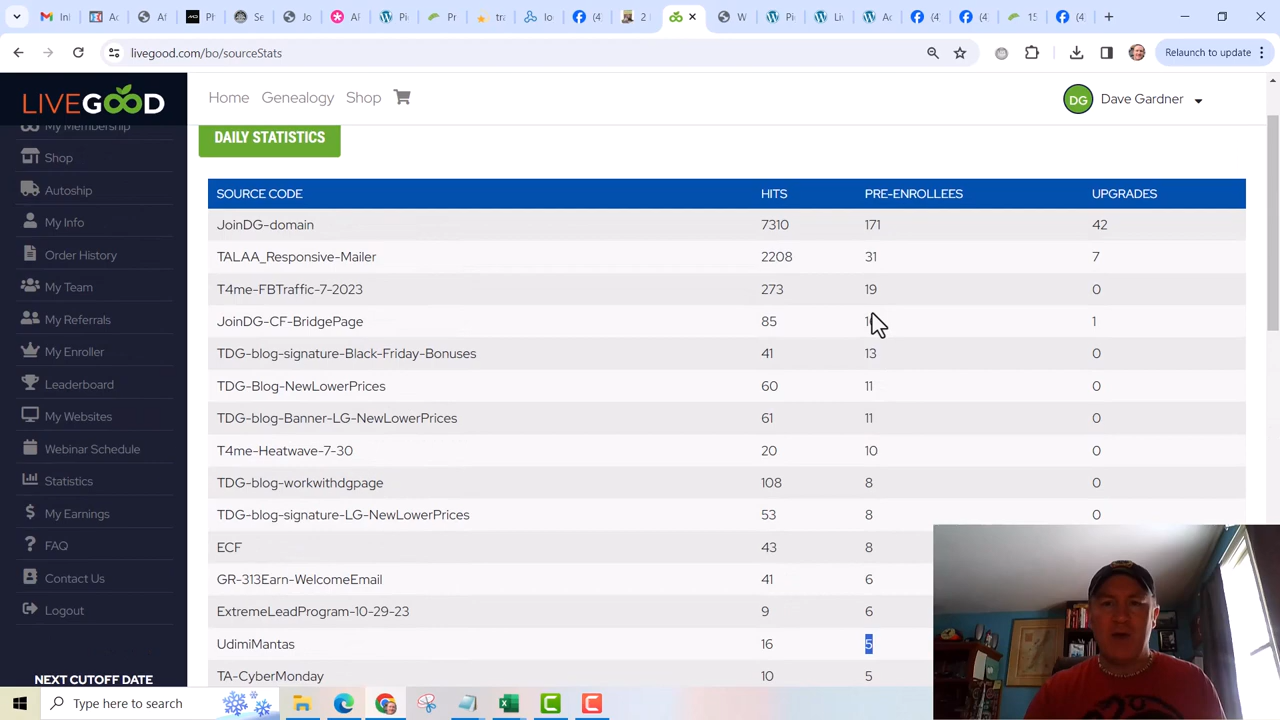 livegood.com/bo/sourceStats
Relaunch to update
LIVEGOOD
Home Genealogy Shop
DG Dave Gardner
My Membership
Shop
Autoship
My Info
Order History
My Team
My Referrals
My Enroller
Leaderboard
My Websites
Webinar Schedule
Statistics
My Earnings
FAQ
Contact Us
Logout
NEXT CUTOFF DATE
DAILY STATISTICS
SOURCE CODE HITS PRE-ENROLLEES UPGRADES
JoinDG-domain 7310 171 42
TALAA_Responsive-Mailer 2208 31 7
T4me-FBTraffic-7-2023 273 19 0
JoinDG-CF-BridgePage 85 1
TDG-blog-signature-Black-Friday-Bonuses 41 13 0
TDG-Blog-NewLowerPrices 60 11 0
TDG-blog-Banner-LG-NewLowerPrices 61 11 0
T4me-Heatwave-7-30 20 10 0
TDG-blog-workwithdgpage 108 8 0
TDG-blog-signature-LG-NewLowerPrices 53 8 0
ECF 43 8
GR-313Earn-WelcomeEmail 41 6
ExtremeLeadProgram-10-29-23 9 6
UdimiMantas 16 5
TA-CyberMonday 10 5
Type here to search